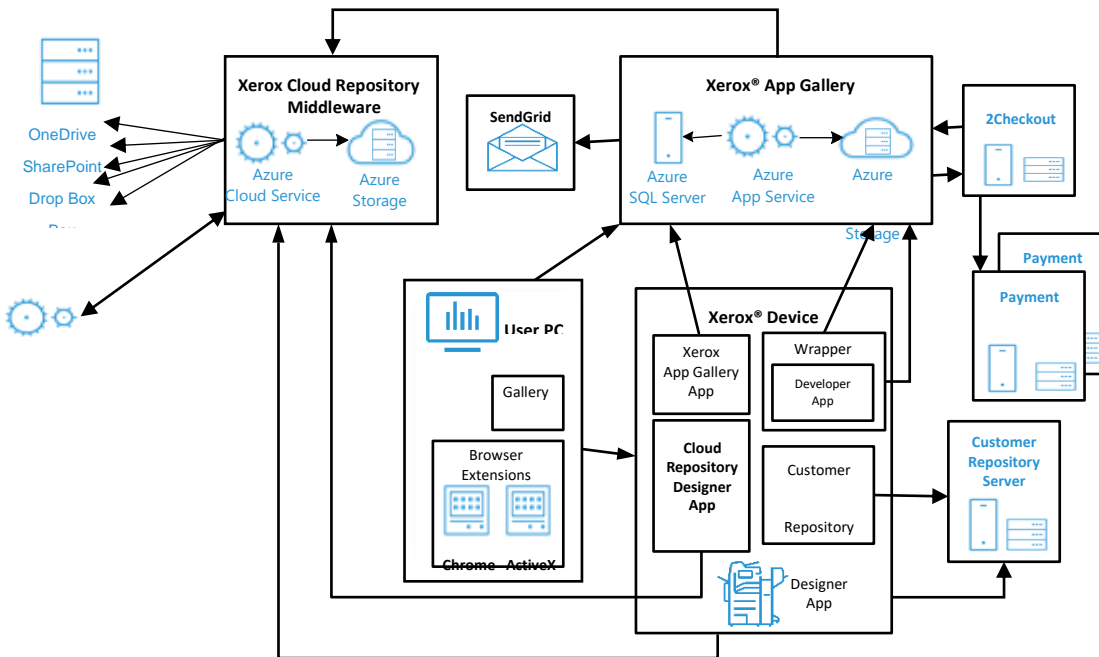 Xerox Cloud Repository
Middleware
Azure
Cloud Service
Azure
Storage
OneDrive
SharePoint
Drop Box
SendGrid
Xerox® App Gallery
Azure
SQL Server
Azure
App Service
Azure
Storage
2Checkout
Payment
Payment
User PC
Gallery
Browser
Extensions
Chrome ActiveX
Xerox® Device
Xerox
App Gallery
App
Wrapper
Developer
App
Cloud
Repository
Designer
App
Customer
Repository
Designer
App
Customer
Repository
Server